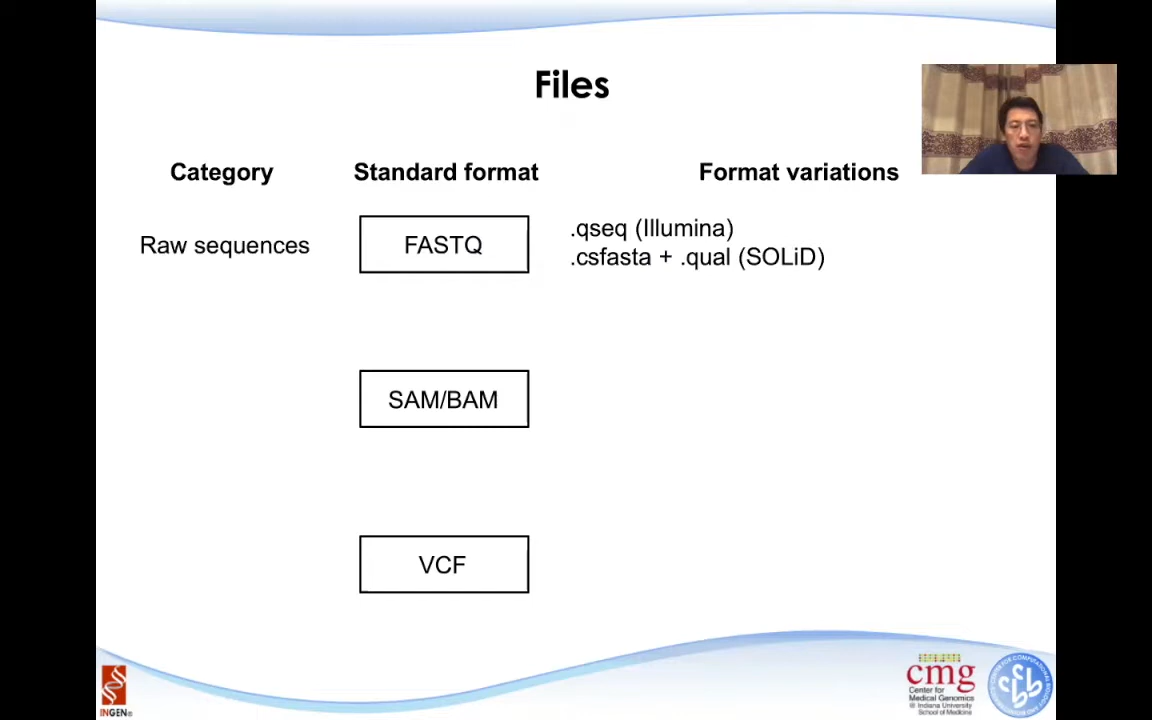 Files
Category Standard format Format variations
Raw sequences FASTQ .qseq (Illumina)
.csfasta + .qual (SOLiD)
SAM/BAM
VCF
INGEN
cmg
Center for
Medical Genomics
@ Indiana University
School of Medicine